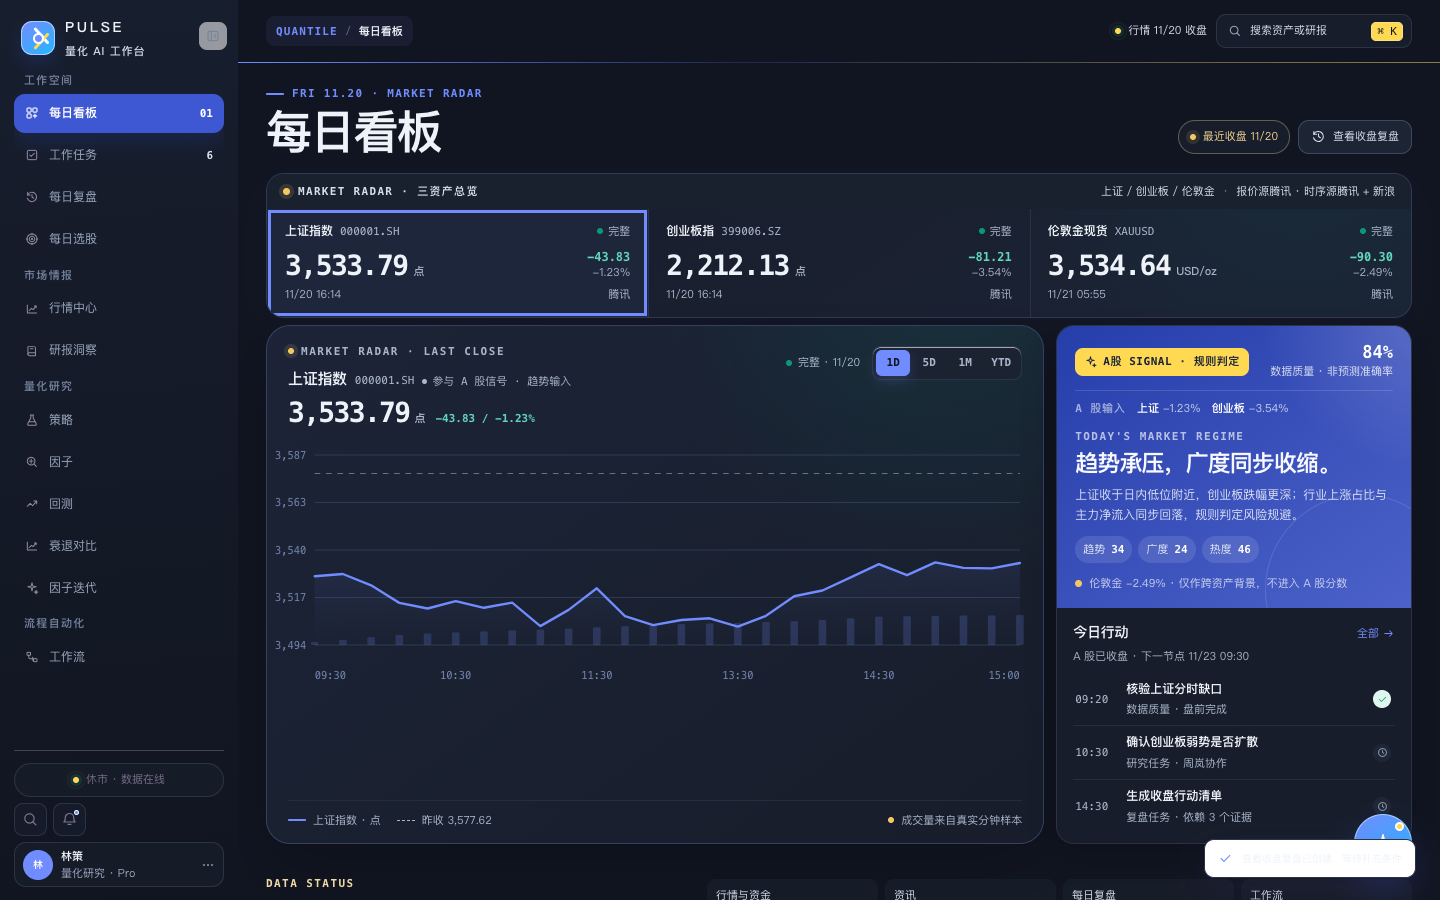 PULSE
量化 AI 工作台
工作空间
每日看板 01
工作任务 6
每日复盘
每日选股
市场情报
行情中心
研报洞察
量化研究
策略
因子
回测
衰退对比
因子迭代
流程自动化
工作流
休市 · 数据在线
林 林策
量化研究 · Pro
QUANTILE / 每日看板
行情 11/20 收盘
搜索资产或研报 ⌘ K
FRI 11.20 · MARKET RADAR
每日看板
最近收盘 11/20
查看收盘复盘
MARKET RADAR · 三资产总览
上证 / 创业板 / 伦敦金 · 报价源腾讯 · 时序源腾讯 + 新浪
上证指数 000001.SH 完整
3,533.79 点 −43.83
−1.23%
11/20 16:14 腾讯
创业板指 399006.SZ 完整
2,212.13 点 −81.21
−3.54%
11/20 16:14 腾讯
伦敦金现货 XAUUSD 完整
3,534.64 USD/oz −90.30
−2.49%
11/21 05:55 腾讯
MARKET RADAR · LAST CLOSE
完整 · 11/20
1D 5D 1M YTD
上证指数 000001.SH 参与 A 股信号 · 趋势输入
3,533.79 点 −43.83 / −1.23%
3,587
3,563
3,540
3,517
3,494
09:30 10:30 11:30 13:30 14:30 15:00
上证指数 · 点 昨收 3,577.62
成交量来自真实分钟样本
A股 SIGNAL · 规则判定
84%
数据质量 · 非预测准确率
A 股输入 上证 −1.23% 创业板 −3.54%
TODAY'S MARKET REGIME
趋势承压，广度同步收缩。
上证收于日内低位附近，创业板跌幅更深；行业上涨占比与
主力净流入同步回落，规则判定风险规避。
趋势 34 广度 24 热度 46
伦敦金 −2.49% · 仅作跨资产背景，不进入 A 股分数
今日行动 全部 →
A 股已收盘 · 下一节点 11/23 09:30
09:20 核验上证分时缺口
数据质量 · 盘前完成
10:30 确认创业板弱势是否扩散
研究任务 · 周岚协作
14:30 生成收盘行动清单
复盘任务 · 依赖 3 个证据
DATA STATUS
行情与资金
资讯
每日复盘
工作流